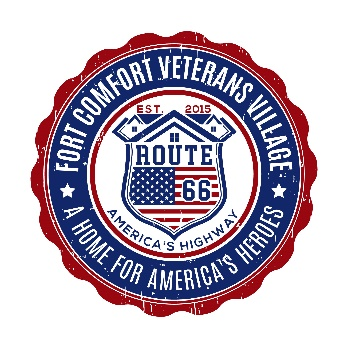 FORT COMFORT VETERANS VILLAGE
EST. 2015
ROUTE
66
AMERICA'S HIGHWAY
A HOME FOR AMERICA'S HEROES